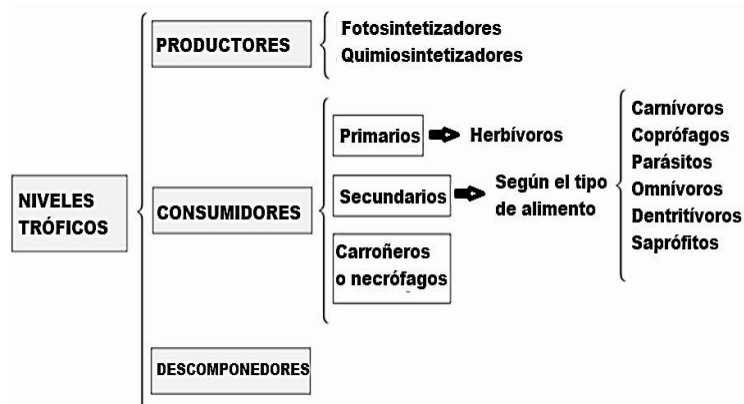 NIVELES
TRÓFICOS
PRODUCTORES
Fotosintetizadores
Quimiosintetizadores
CONSUMIDORES
Primarios
Herbívoros
Secundarios
Según el tipo
de alimento
Carnívoros
Coprófagos
Parásitos
Omnívoros
Dentritívoros
Saprófitos
Carroñeros
o necrófagos
DESCOMPONEDORES